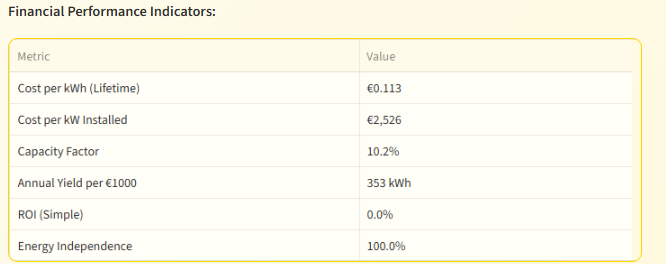 Financial Performance Indicators:
Metric Value
Cost per kWh (Lifetime) €0.113
Cost per kW Installed €2,526
Capacity Factor 10.2%
Annual Yield per €1000 353 kWh
ROI (Simple) 0.0%
Energy Independence 100.0%